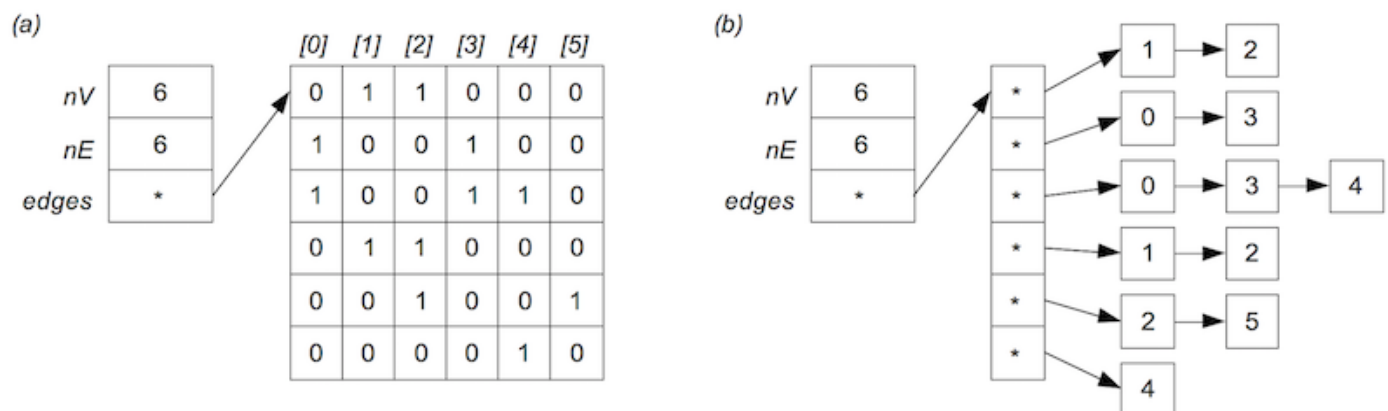 (a)
[0] [1] [2] [3] [4] [5]
nV 6
nE 6
edges *
0 1 1 0 0 0
1 0 0 1 0 0
1 0 0 1 1 0
0 1 1 0 0 0
0 0 1 0 0 1
0 0 0 0 1 0
(b)
nV 6
nE 6
edges *
* 1 2
* 0 3
* 0 3 4
* 1 2
* 2 5
* 4